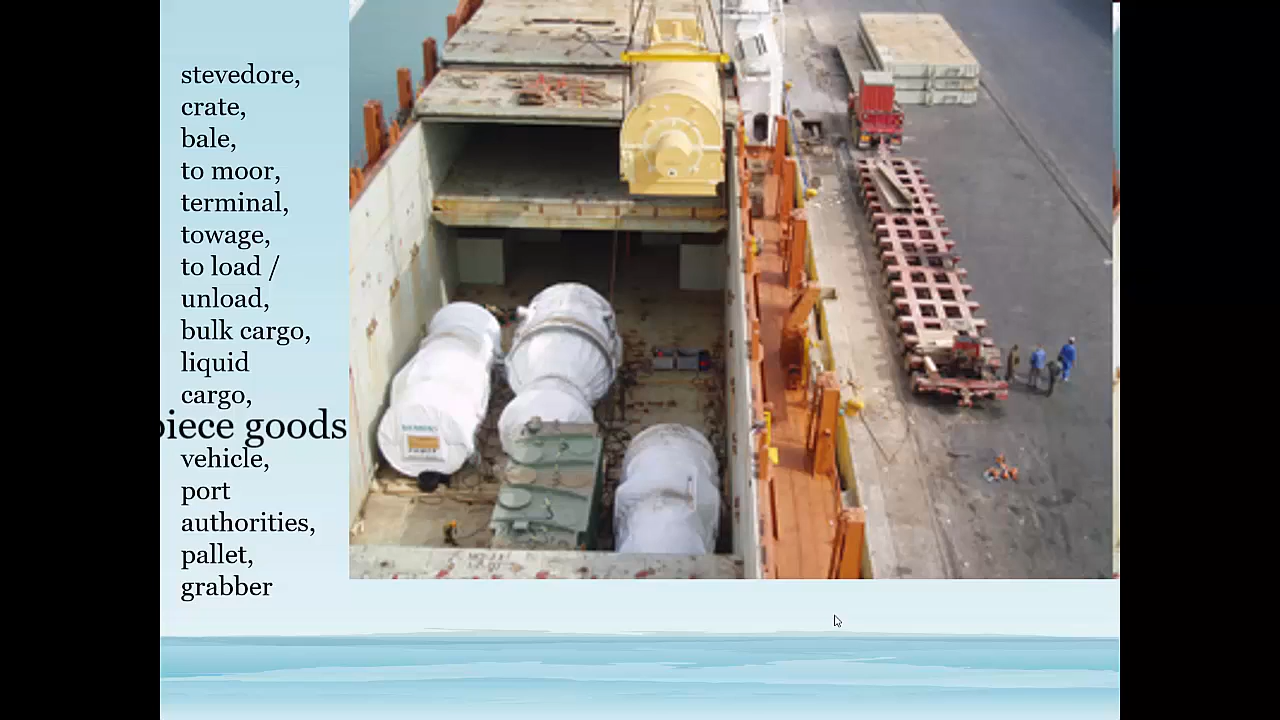 stevedore,
crate,
bale,
to moor,
terminal,
towage,
to load /
unload,
bulk cargo,
liquid
cargo,
piece goods
vehicle,
port
authorities,
pallet,
grabber